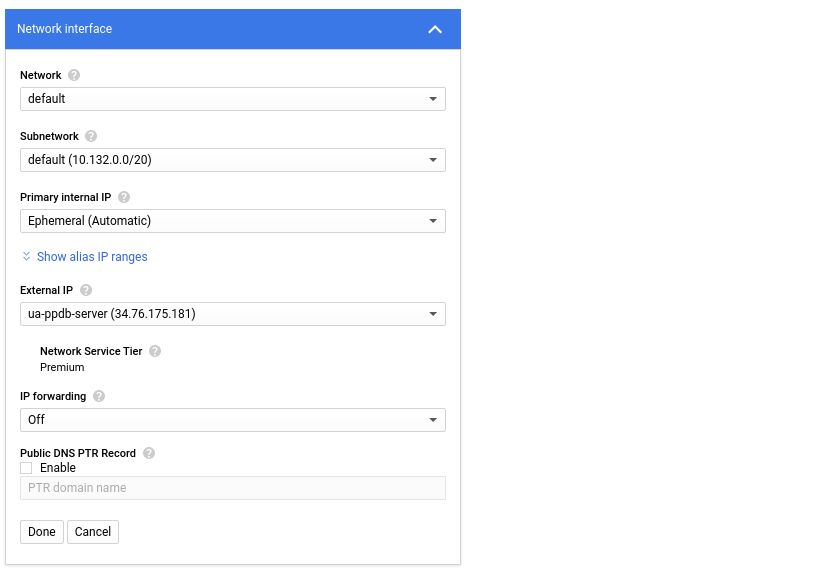 Network interface
Network
default
Subnetwork
default (10.132.0.0/20)
Primary internal IP
Ephemeral (Automatic)
Show alias IP ranges
External IP
ua-ppdb-server (34.76.175.181)
Network Service Tier
Premium
IP forwarding
Off
Public DNS PTR Record
Enable
PTR domain name
Done Cancel